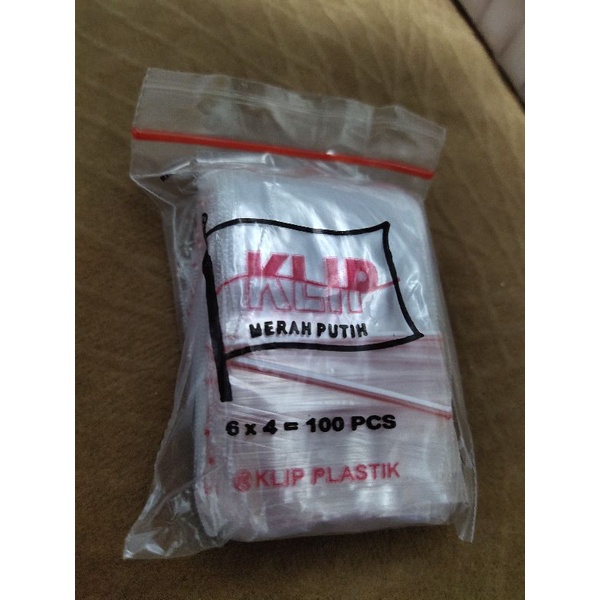 KLIP
MERAH PUTIH
6 x 4 = 100 PCS
® KLIP PLASTIK